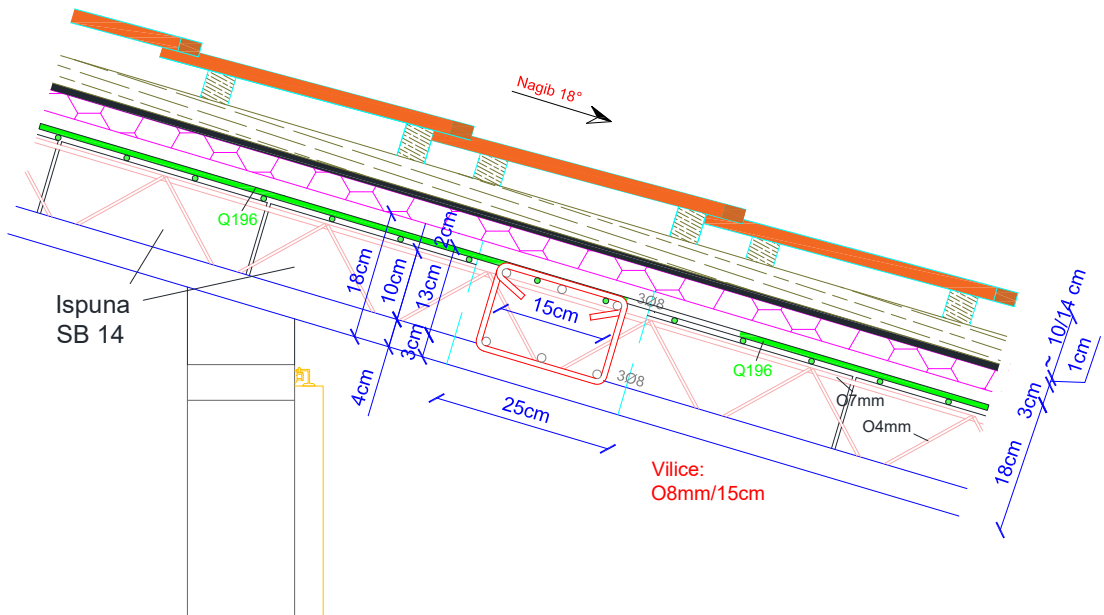 Nagib 18°
Q196
2cm
18cm
10cm
13cm
15cm
3Ø8
3cm
4cm
3Ø8
25cm
Q196
Ispuna
SB 14
O7mm
O4mm
Vilice:
O8mm/15cm
18cm
3cm
~ 10/14 cm
1cm